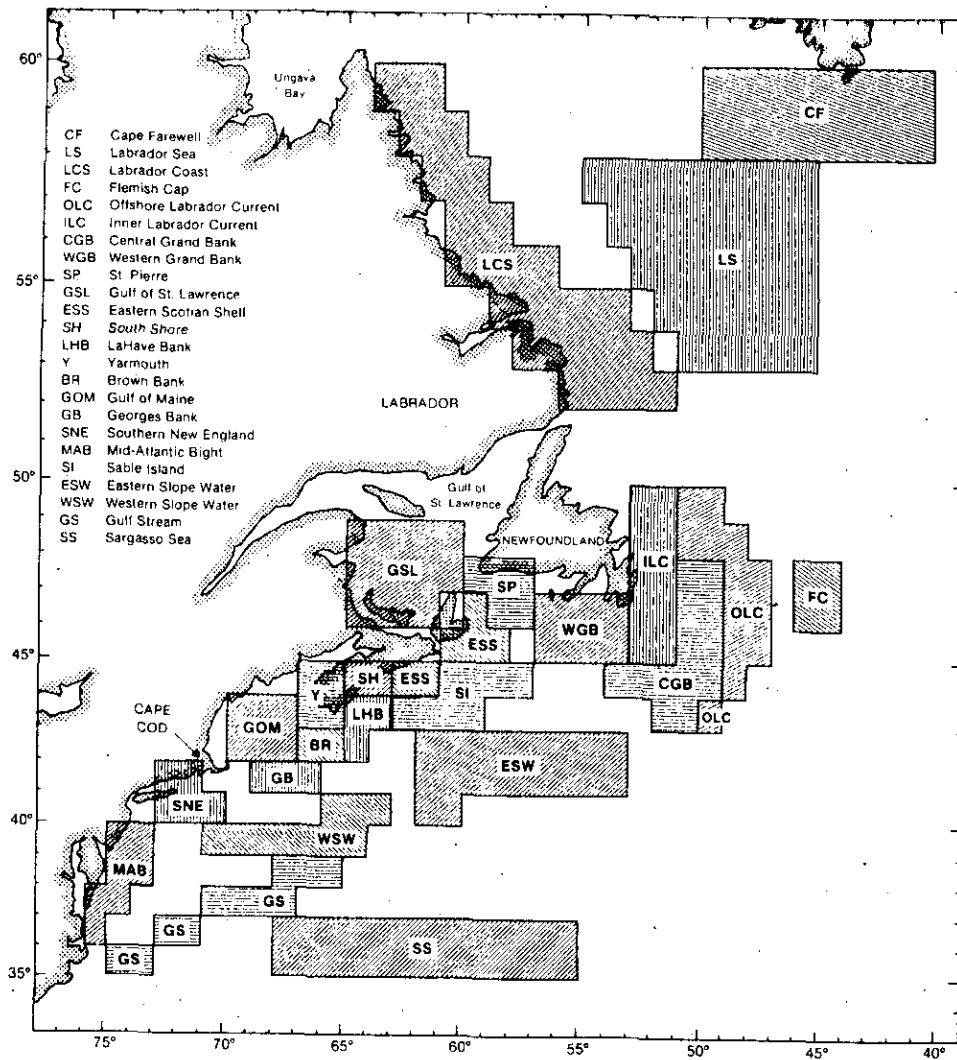 60°
Ungava
Bay
CF
CF Cape Farewell
LS Labrador Sea
LCS Labrador Coast
FC Flemish Cap
OLC Offshore Labrador Current
ILC Inner Labrador Current
CGB Central Grand Bank
WGB Western Grand Bank
SP St. Pierre
GSL Gulf of St. Lawrence
ESS Eastern Scotian Shelf
SH South Shore
LHB LaHave Bank
Y Yarmouth
BR Brown Bank
GOM Gulf of Maine
GB Georges Bank
SNE Southern New England
MAB Mid-Atlantic Bight
SI Sable Island
ESW Eastern Slope Water
WSW Western Slope Water
GS Gulf Stream
SS Sargasso Sea
55°
LCS
LS
LABRADOR
50°
Gulf of
St. Lawrence
NEWFOUNDLAND
ILC
GSL
SP
OLC
FC
WGB
ESS
45°
Y
SH
ESS
SI
CGB
CAPE
COD
GOM
LHB
OLC
BR
ESW
GB
SNE
40°
WSW
MAB
GS
GS
SS
GS
35°
75°
70°
65°
60°
55°
50°
45°
40°